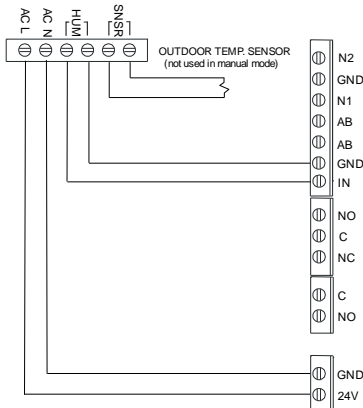 AC L
AC N
HUM
SNSR
OUTDOOR TEMP. SENSOR
(not used in manual mode)
N2
GND
N1
AB
AB
GND
IN
NO
C
NC
C
NO
GND
24V